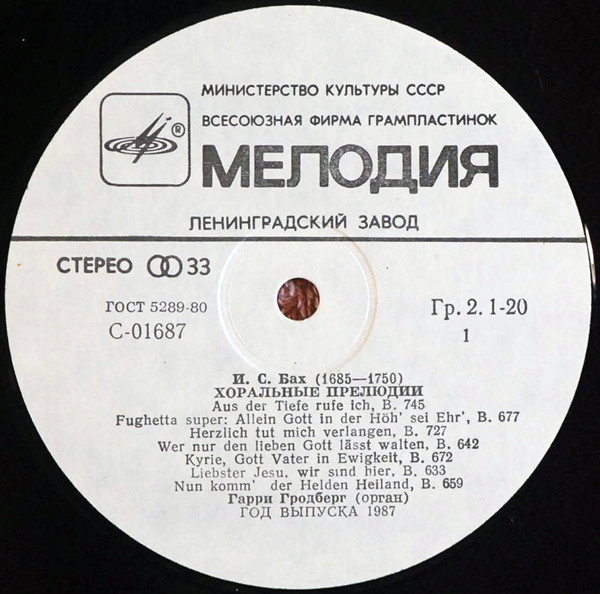 МИНИСТЕРСТВО КУЛЬТУРЫ СССР
ВСЕСОЮЗНАЯ ФИРМА ГРАМПЛАСТИНОК
®
МЕЛОДИЯ
ЛЕНИНГРАДСКИЙ ЗАВОД
СТЕРЕО 33
ГОСТ 5289-80
С-01687
Гр. 2. 1-20
1
И. С. Бах (1685—1750)
ХОРАЛЬНЫЕ ПРЕЛЮДИИ
Aus der Tiefe rufe ich, B. 745
Fughetta super: Allein Gott in der Höh' sei Ehr', B. 677
Herzlich tut mich verlangen, B. 727
Wer nur den lieben Gott lässt walten, B. 642
Kyrie, Gott Vater in Ewigkeit, B. 672
Liebster Jesu, wir sind hier, B. 633
Nun komm' der Helden Heiland, B. 659
Гарри Гродберг (орган)
ГОД ВЫПУСКА 1987